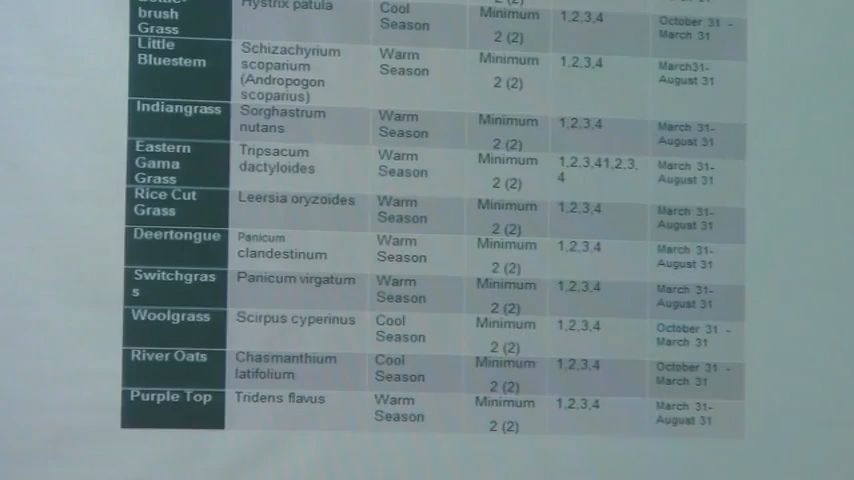 brush
Grass
Hystrix patula
Cool
Season
Minimum
2 (2)
1,2,3,4
October 31 -
March 31
Little
Bluestem
Schizachyrium
scoparium
(Andropogon
scoparius)
Warm
Season
Minimum
2 (2)
1,2,3,4
March31-
August 31
Indiangrass
Sorghastrum
nutans
Warm
Season
Minimum
2 (2)
1,2,3,4
March 31-
August 31
Eastern
Gama
Grass
Tripsacum
dactyloides
Warm
Season
Minimum
2 (2)
1,2,3,41,2,3,
4
March 31-
August 31
Rice Cut
Grass
Leersia oryzoides
Warm
Season
Minimum
2 (2)
1,2,3,4
March 31-
August 31
Deertongue
Panicum
clandestinum
Warm
Season
Minimum
2 (2)
1,2,3,4
March 31-
August 31
Switchgras
s
Panicum virgatum
Warm
Season
Minimum
2 (2)
1,2,3,4
March 31-
August 31
Woolgrass
Scirpus cyperinus
Cool
Season
Minimum
2 (2)
1,2,3,4
October 31 -
March 31
River Oats
Chasmanthium
latifolium
Cool
Season
Minimum
2 (2)
1,2,3,4
October 31 -
March 31
Purple Top
Tridens flavus
Warm
Season
Minimum
2 (2)
1,2,3,4
March 31-
August 31